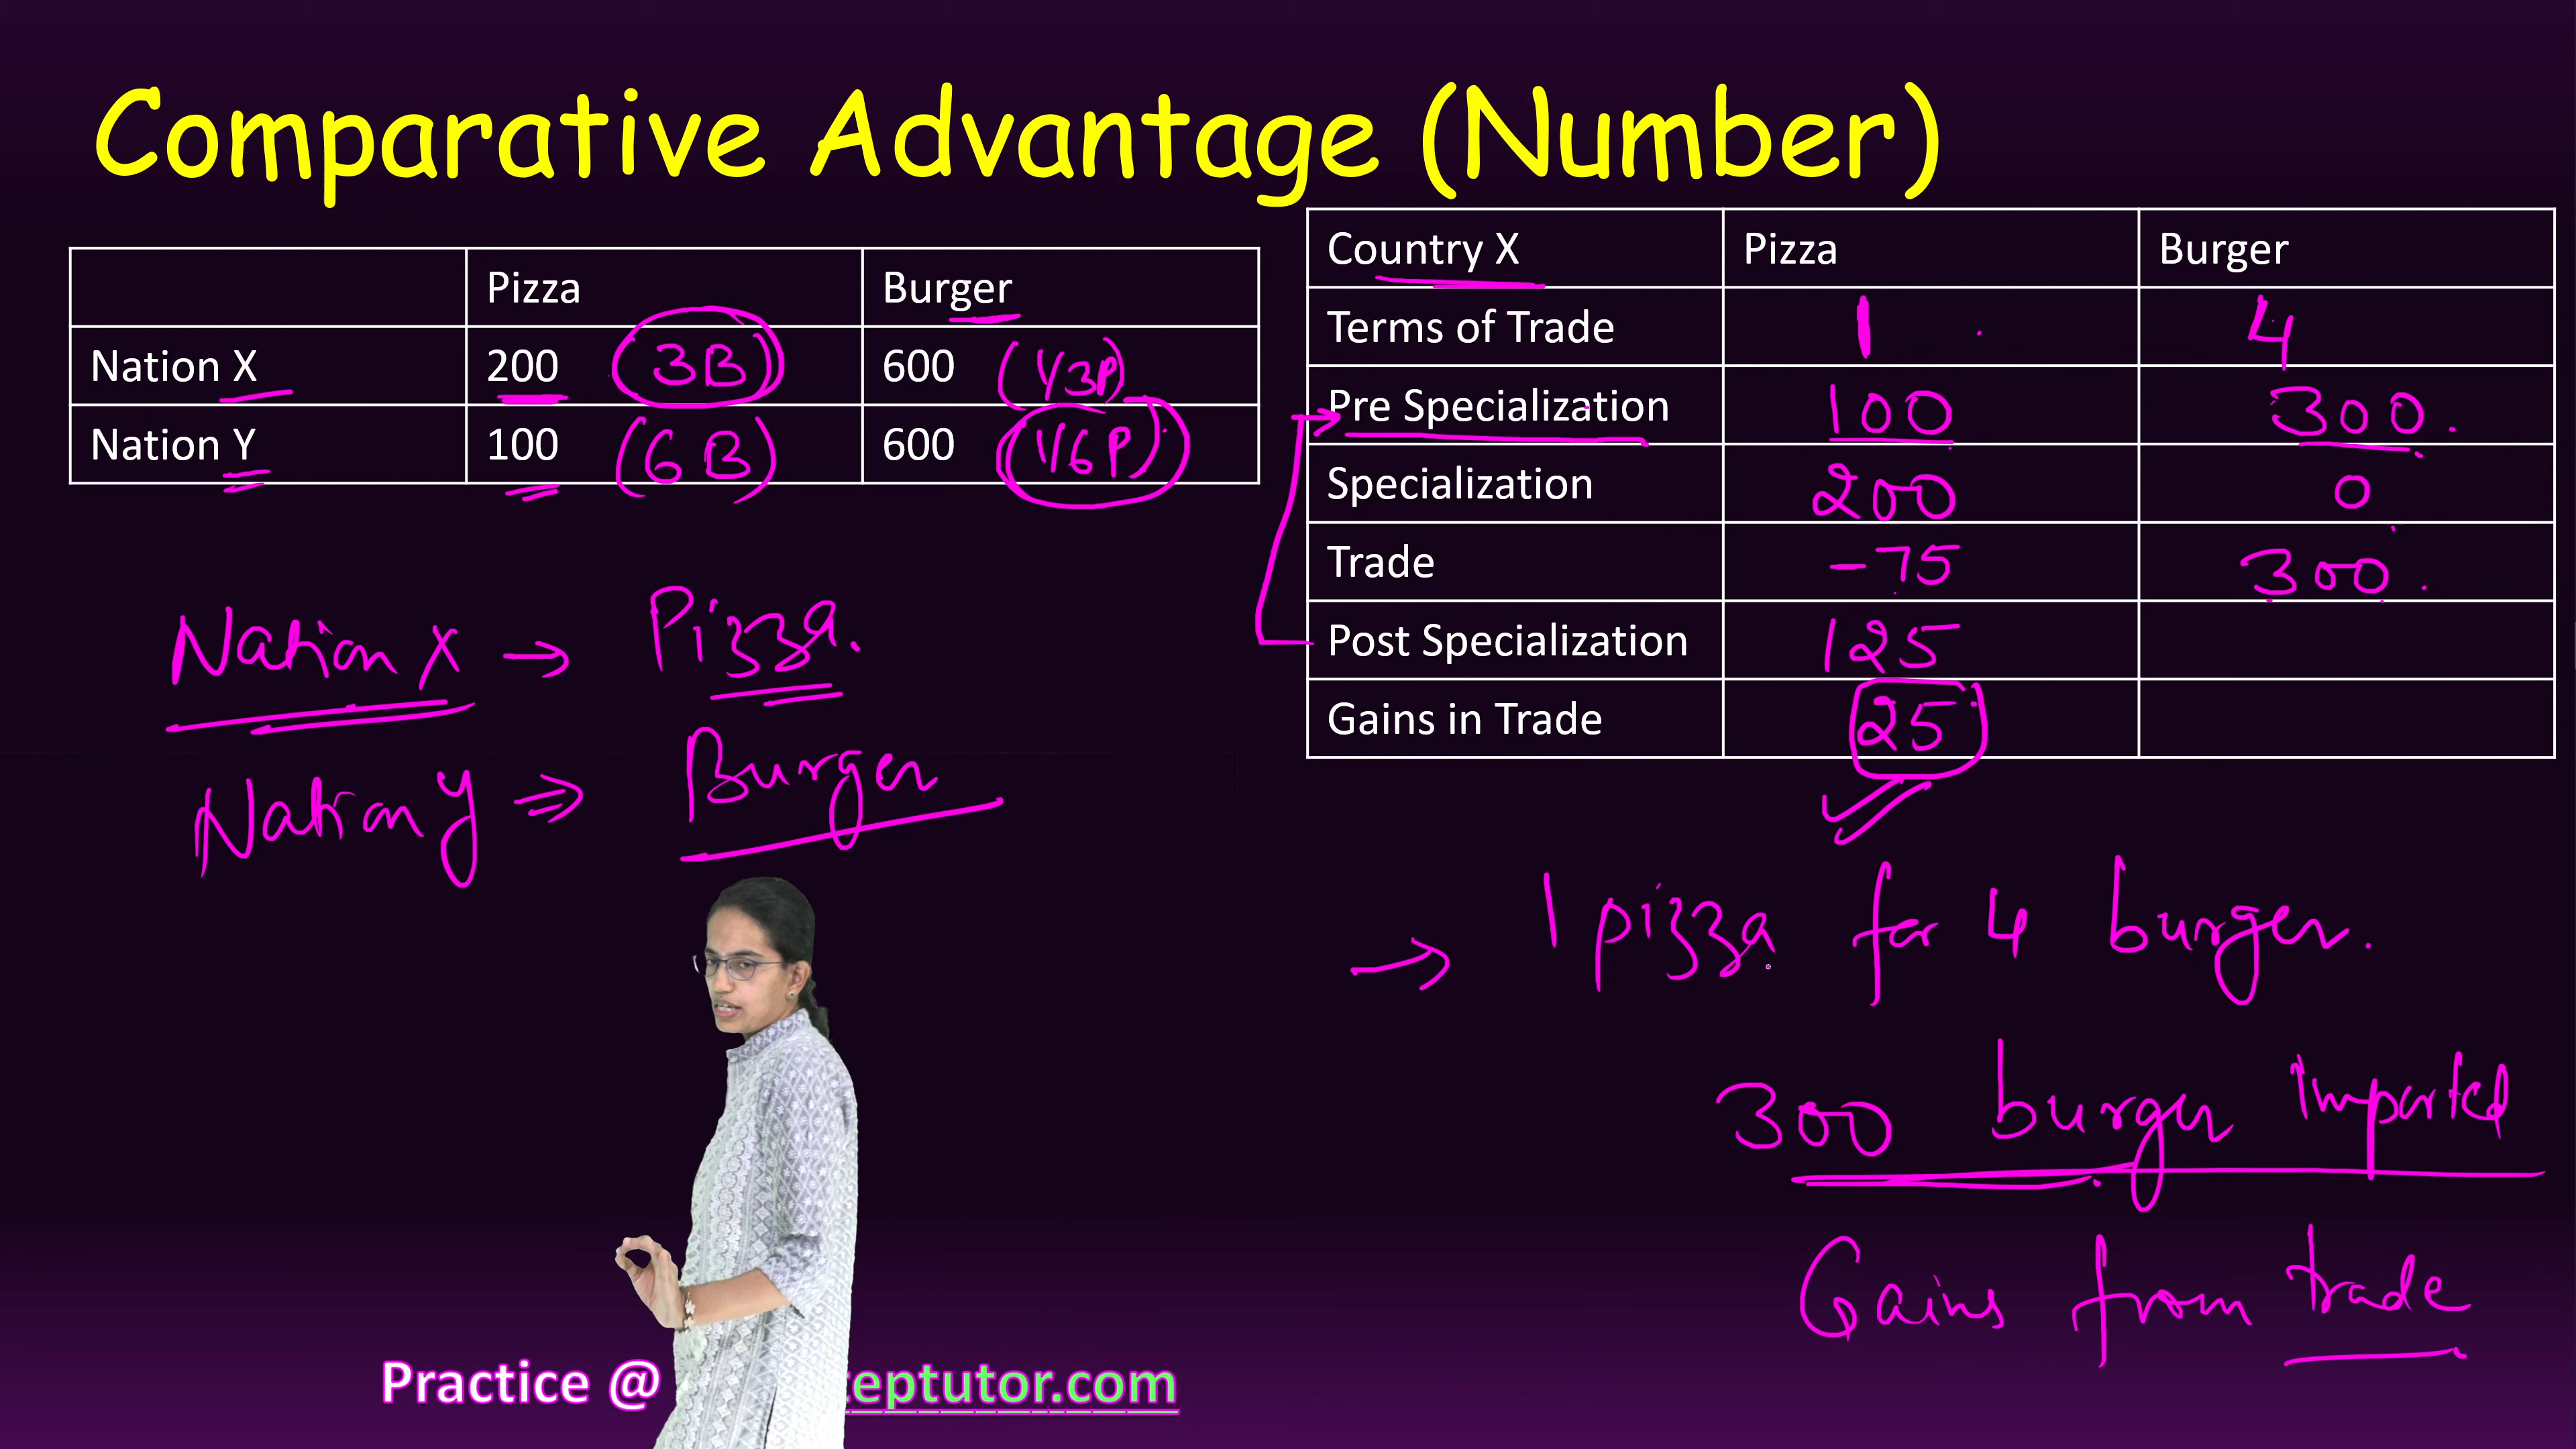 Comparative Advantage (Number)
Pizza Burger
Nation X 200 (3B) 600 (1/3P)
Nation Y 100 (6B) 600 (1/6P)
Country X Pizza Burger
Terms of Trade 1 4
Pre Specialization 100 300.
Specialization 200 0
Trade -75 300.
Post Specialization 125
Gains in Trade 25
Nation X → Pizza.
Nation Y ⇒ Burger
→ 1 pizza for 4 burger.
300 burger Imported
Gains from trade
Practice @ eptutor.com